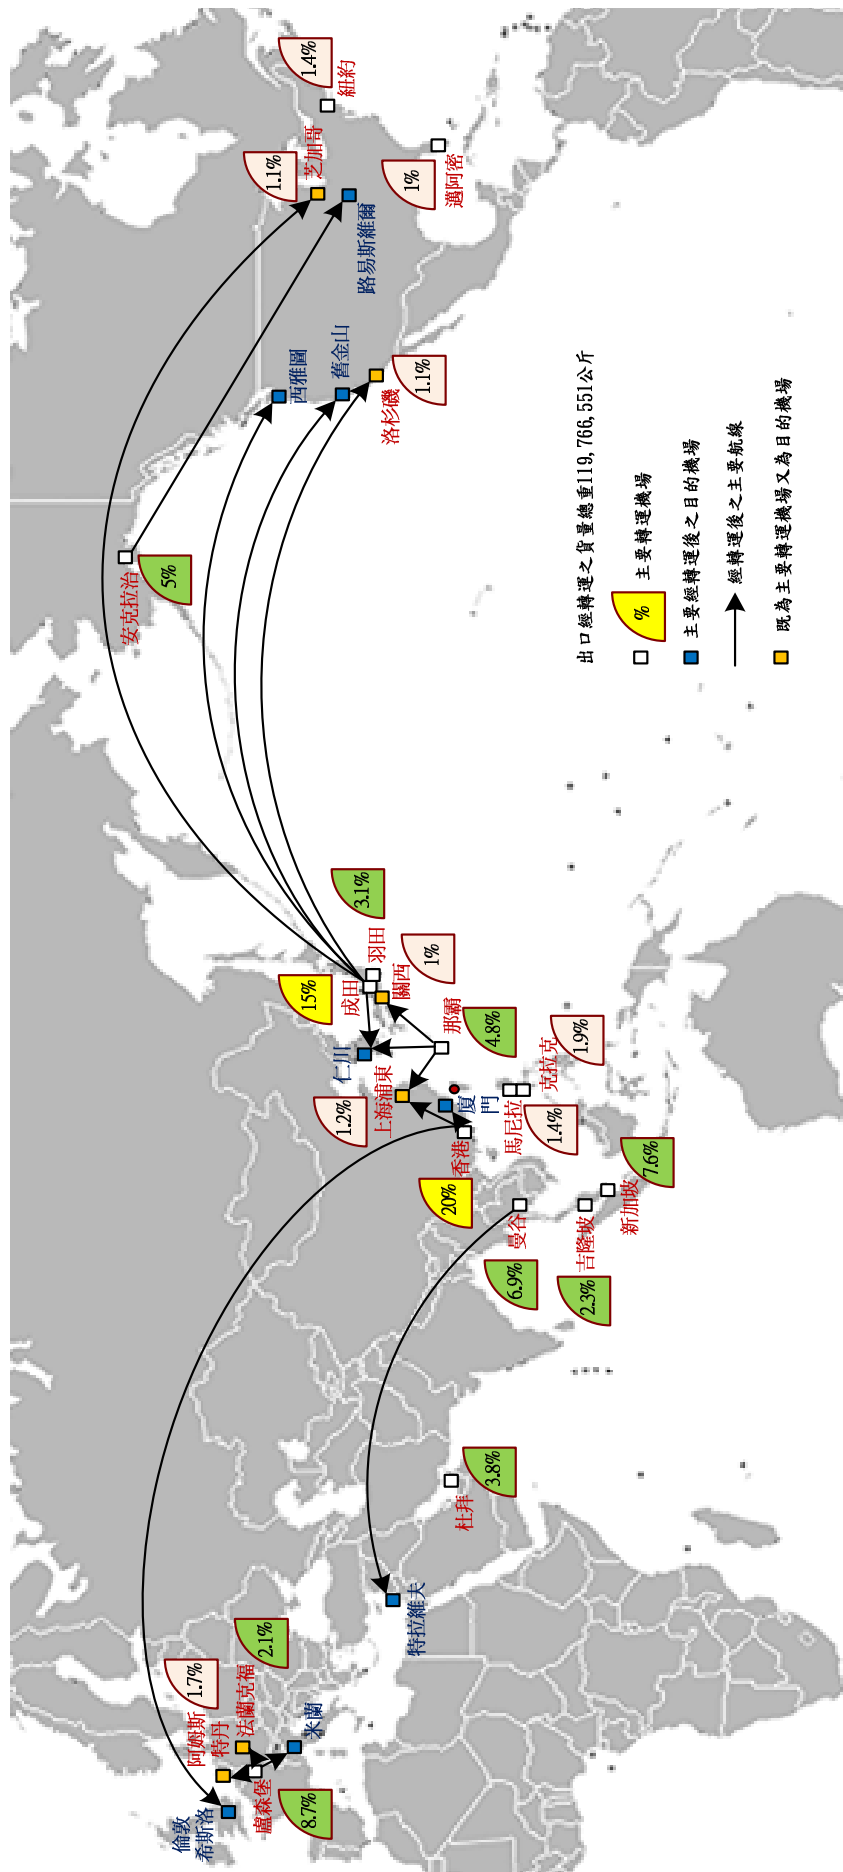 倫敦
希斯洛
阿姆斯
特丹
1.7%
法蘭克福
2.1%
盧森堡
8.7%
米蘭
特拉維夫
杜拜
3.8%
曼谷
6.9%
吉隆坡
2.3%
新加坡
7.6%
香港
20%
廈
門
上海浦東
1.2%
馬尼拉
1.4%
克拉克
1.9%
仁川
成田
15%
羽田
3.1%
關西
1%
那霸
4.8%
安克拉治
5%
西雅圖
舊金山
洛杉磯
1.1%
芝加哥
1.1%
路易斯維爾
紐約
1.4%
邁阿密
1%
出口經轉運之貨量總重119,766,551公斤
% 主要轉運機場
主要經轉運後之目的機場
經轉運後之主要航線
既為主要轉運機場又為目的機場